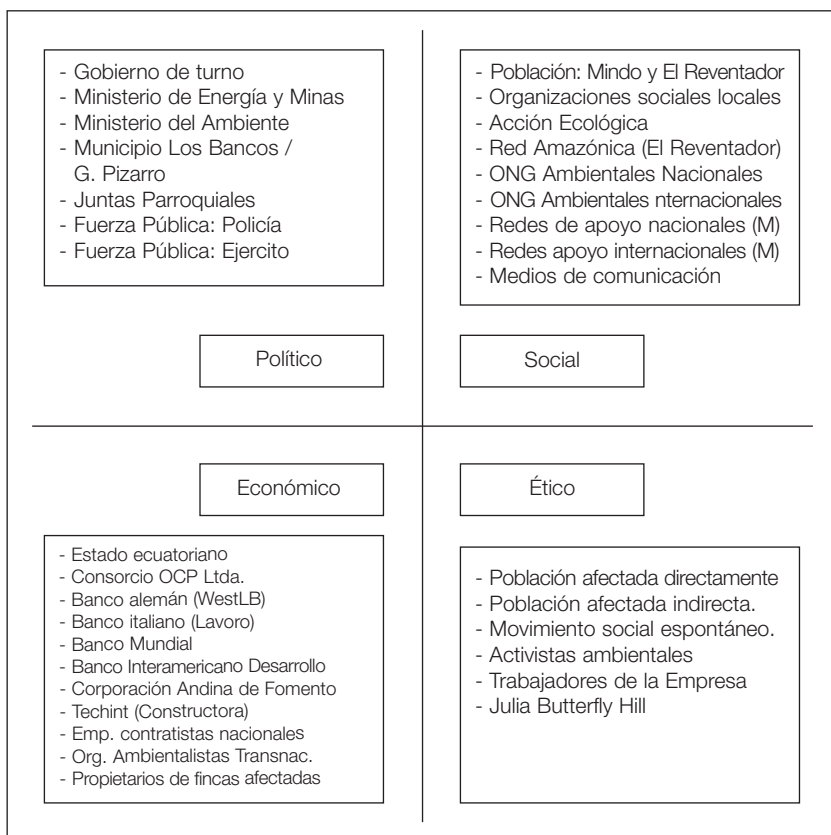 - Gobierno de turno
- Ministerio de Energía y Minas
- Ministerio del Ambiente
- Municipio Los Bancos /
G. Pizarro
- Juntas Parroquiales
- Fuerza Pública: Policía
- Fuerza Pública: Ejercito
Político
- Población: Mindo y El Reventador
- Organizaciones sociales locales
- Acción Ecológica
- Red Amazónica (El Reventador)
- ONG Ambientales Nacionales
- ONG Ambientales nternacionales
- Redes de apoyo nacionales (M)
- Redes apoyo internacionales (M)
- Medios de comunicación
Social
Económico
- Estado ecuatoriano
- Consorcio OCP Ltda.
- Banco alemán (WestLB)
- Banco italiano (Lavoro)
- Banco Mundial
- Banco Interamericano Desarrollo
- Corporación Andina de Fomento
- Techint (Constructora)
- Emp. contratistas nacionales
- Org. Ambientalistas Transnac.
- Propietarios de fincas afectadas
Ético
- Población afectada directamente
- Población afectada indirecta.
- Movimiento social espontáneo.
- Activistas ambientales
- Trabajadores de la Empresa
- Julia Butterfly Hill